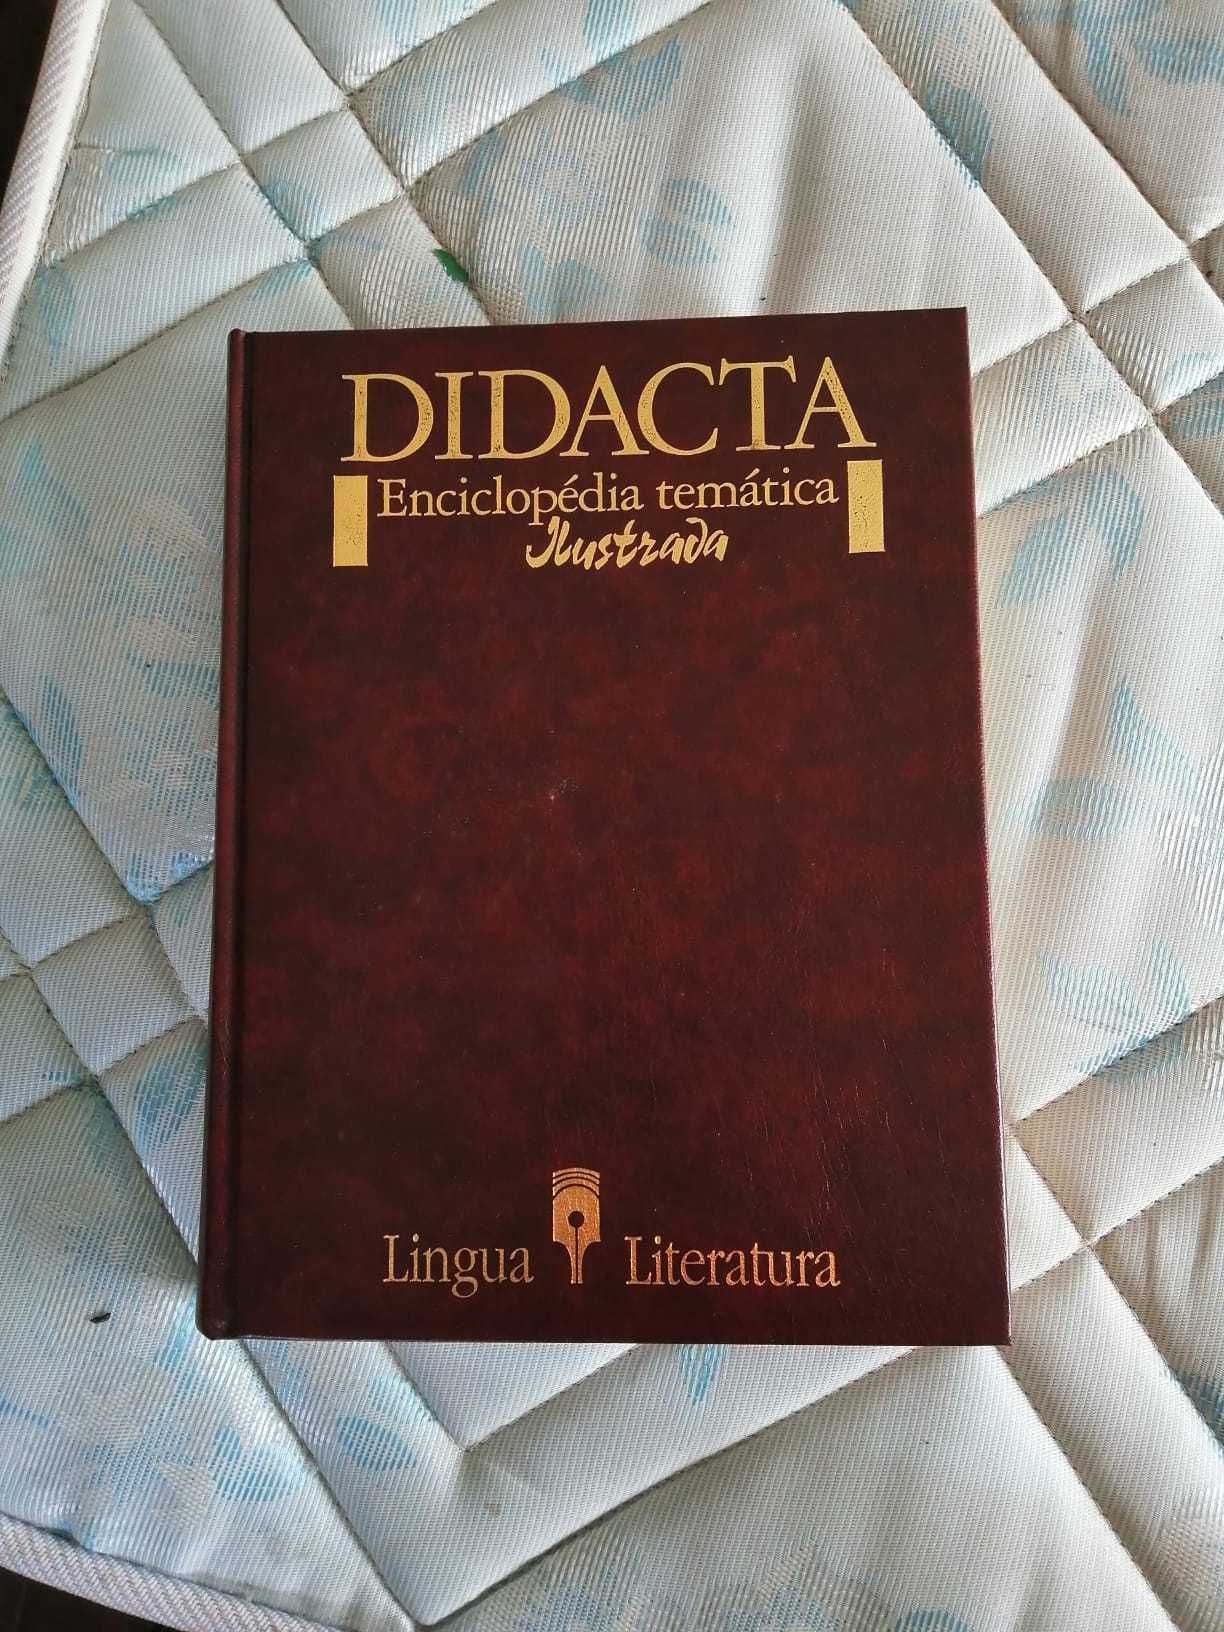 DIDACTA
Enciclopédia temática
Ilustrada
Lingua Literatura